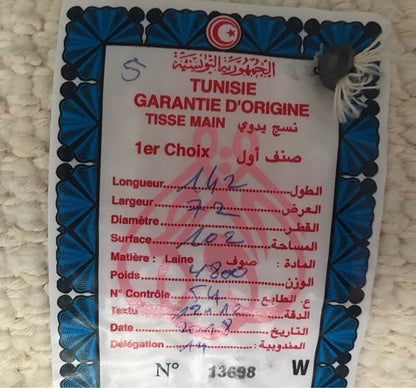 الجمهورية التونسية
5
TUNISIE
GARANTIE D'ORIGINE
TISSE MAIN نسج يدوي
1er Choix صنف أول
Longueur 142 الطول
Largeur 72 العرض
Diamètre القطر
Surface 102 المساحة
Matière : Laine صوف المادة :
Poids 4800 الوزن
N° Contrôle 54 ع. الطابع
Textu الدقة
Date التاريخ
Délégation المندوبية :
N° 13698 W